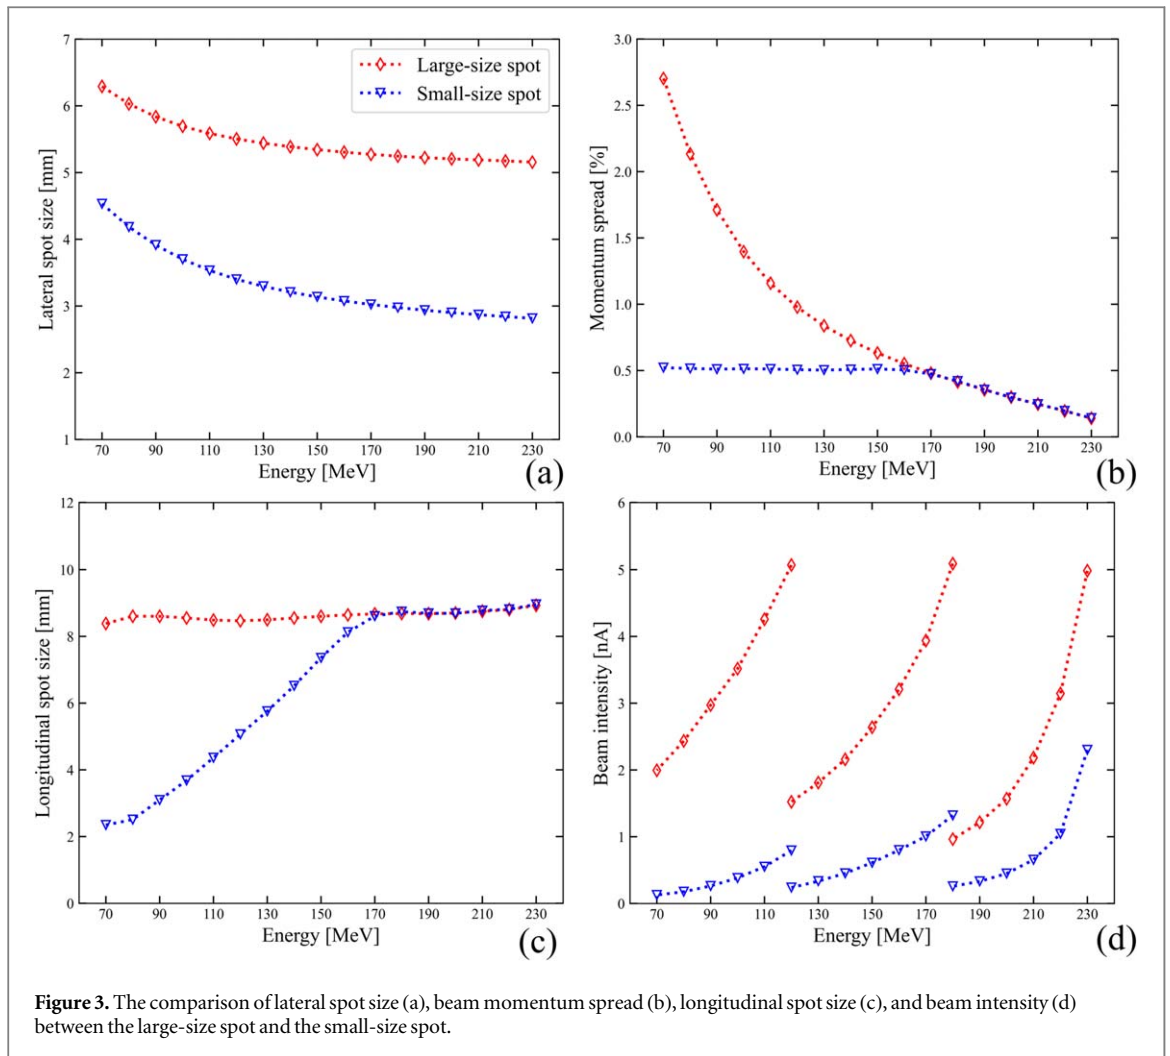 7
6
5
4
3
2
1
Lateral spot size [mm]
Large-size spot
Small-size spot
70 90 110 130 150 170 190 210 230
Energy [MeV]
(a)
3.0
2.5
2.0
1.5
1.0
0.5
0.0
Momentum spread [%]
70 90 110 130 150 170 190 210 230
Energy [MeV]
(b)
12
10
8
6
4
2
0
Longitudinal spot size [mm]
70 90 110 130 150 170 190 210 230
Energy [MeV]
(c)
6
5
4
3
2
1
0
Beam intensity [nA]
70 90 110 130 150 170 190 210 230
Energy [MeV]
(d)
Figure 3. The comparison of lateral spot size (a), beam momentum spread (b), longitudinal spot size (c), and beam intensity (d)
between the large-size spot and the small-size spot.